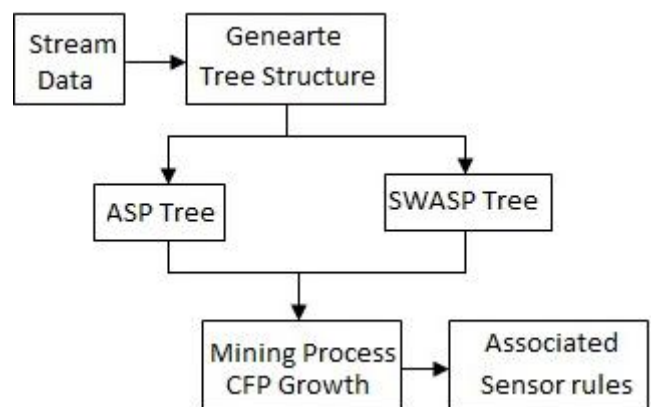 Stream
Data
Genearte
Tree Structure
ASP Tree
SWASP Tree
Mining Process
CFP Growth
Associated
Sensor rules